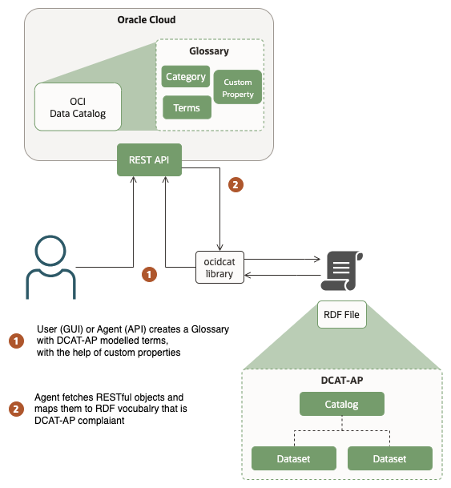 Oracle Cloud
Glossary
Category
Custom
Property
Terms
OCI
Data Catalog
REST API
2
1
ocidcat
library
RDF File
1
User (GUI) or Agent (API) creates a Glossary
with DCAT-AP modelled terms,
with the help of custom properties
2
Agent fetches RESTful objects and
maps them to RDF vocubalry that is
DCAT-AP complaiant
DCAT-AP
Catalog
Dataset
Dataset